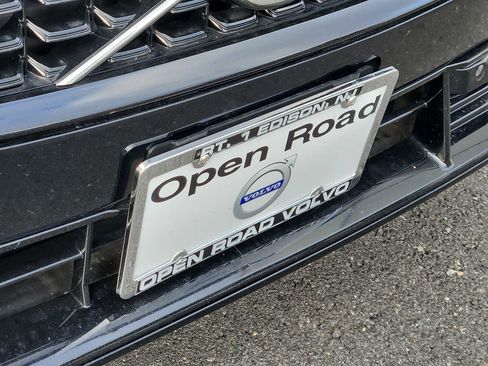 RT. 1 EDISON, NJ
Open Road
VOLVO
OPEN ROAD VOLVO